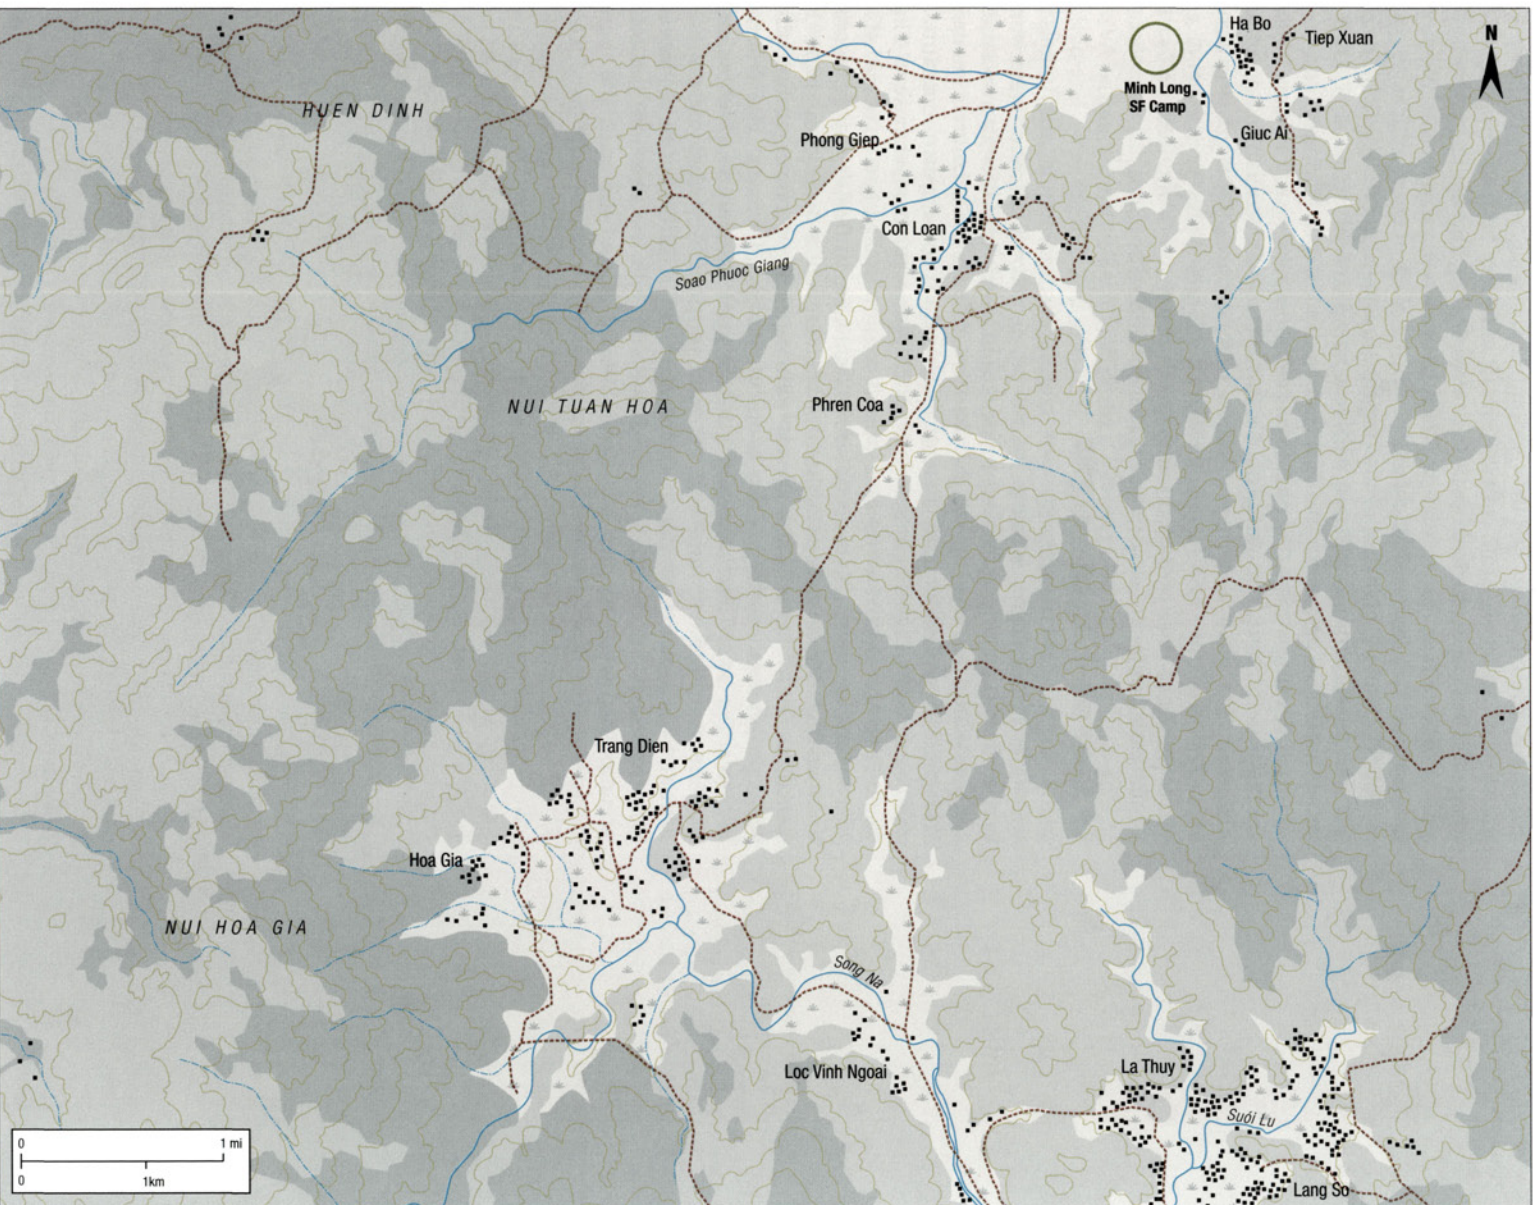 Ha Bo
Tiep Xuan
N
Minh Long
SF Camp
HUEN DINH
Phong Giep
Giuc Ai
Con Loan
Soao Phuoc Giang
NUI TUAN HOA
Phren Coa
Trang Dien
Hoa Gia
NUI HOA GIA
Song Na
Loc Vinh Ngoai
La Thuy
Suói Łu
Lang So
0 1 mi
0 1km